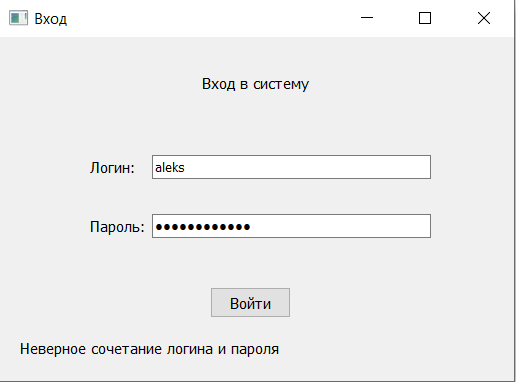 Вход
Вход в систему
Логин: aleks
Пароль: ●●●●●●●●●●●●
Войти
Неверное сочетание логина и пароля